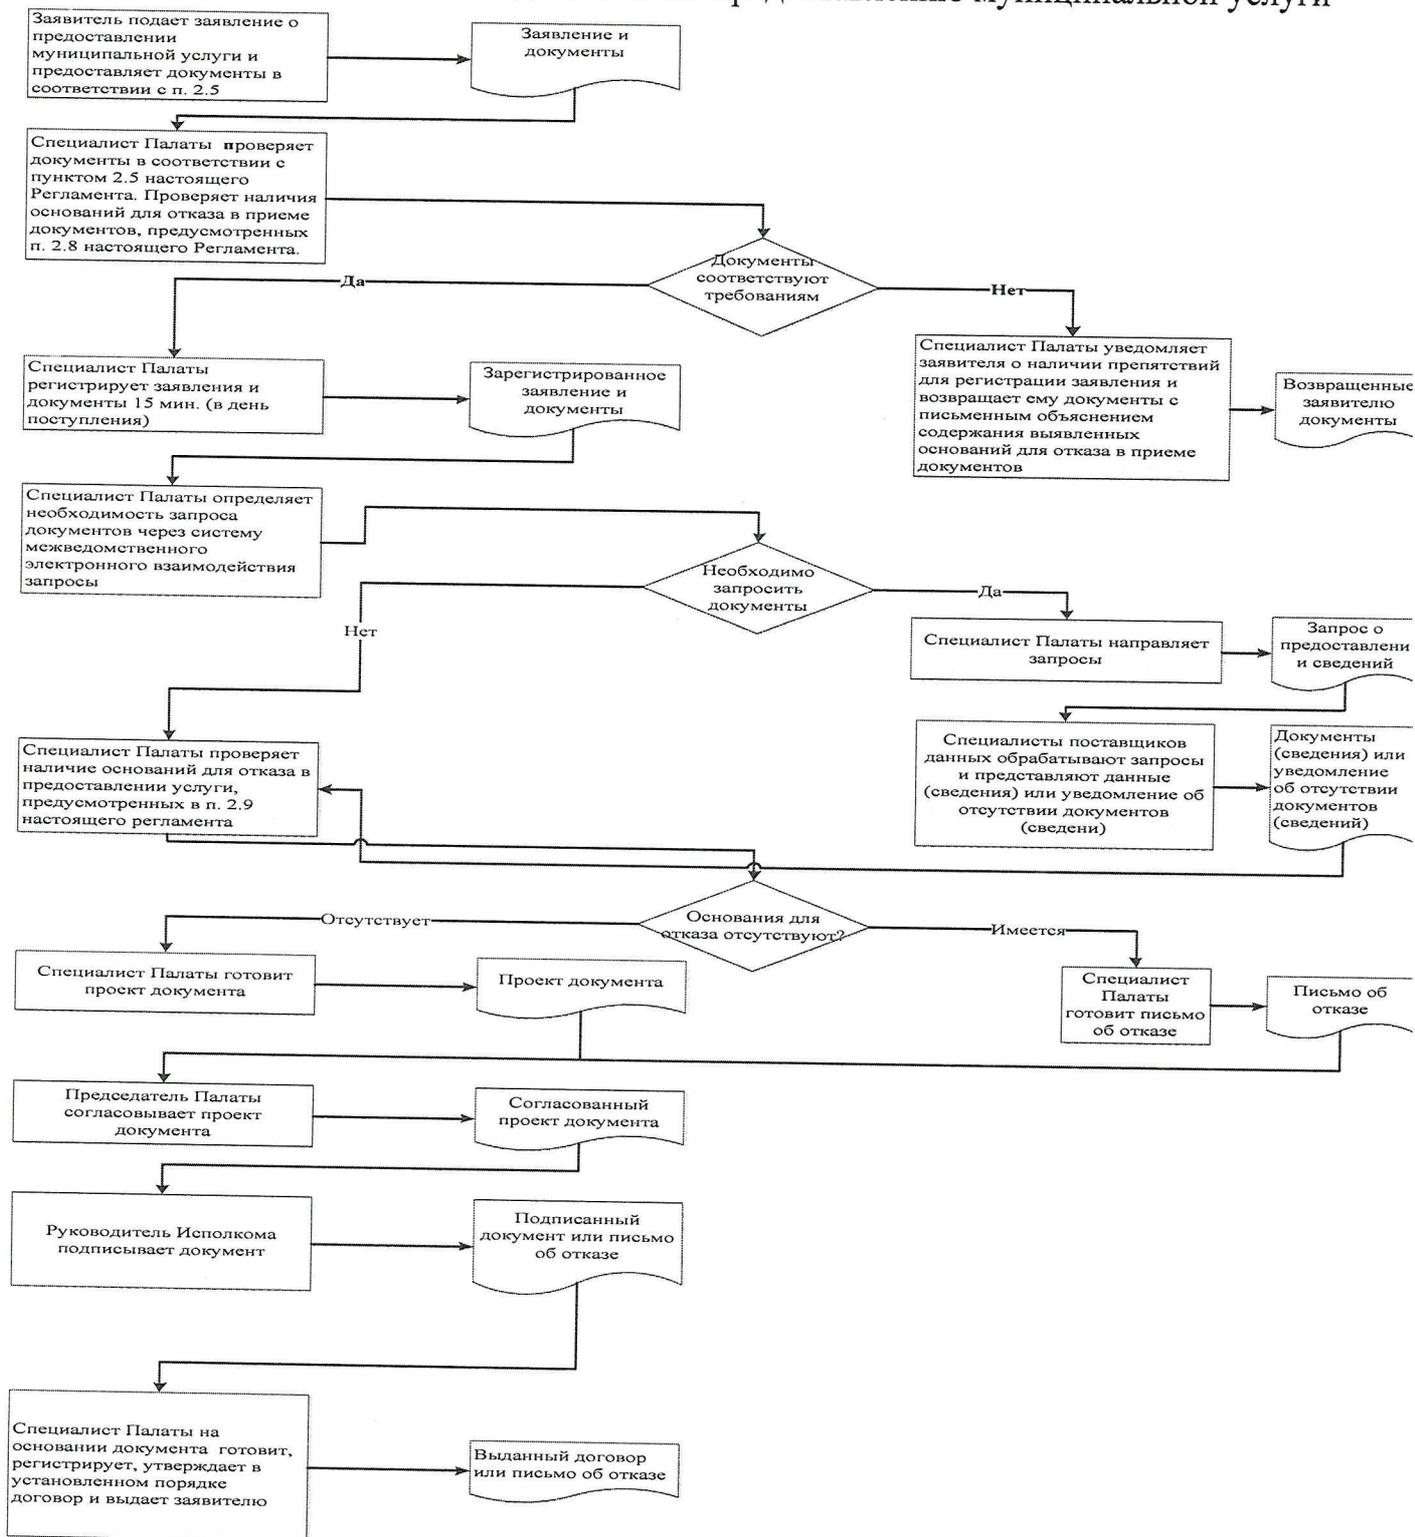 предоставлению муниципальной услуги
Заявитель подает заявление о
предоставлении
муниципальной услуги и
предоставляет документы в
соответствии с п. 2.5
Заявление и
документы
Специалист Палаты проверяет
документы в соответствии с
пунктом 2.5 настоящего
Регламента. Проверяет наличия
оснований для отказа в приеме
документов, предусмотренных
п. 2.8 настоящего Регламента.
Документы
соответствуют
требованиям
Да
Нет
Специалист Палаты
регистрирует заявления и
документы 15 мин. (в день
поступления)
Зарегистрированное
заявление и
документы
Специалист Палаты уведомляет
заявителя о наличии препятствий
для регистрации заявления и
возвращает ему документы с
письменным объяснением
содержания выявленных
оснований для отказа в приеме
документов
Возвращенные
заявителю
документы
Специалист Палаты определяет
необходимость запроса
документов через систему
межведомственного
электронного взаимодействия
запросы
Необходимо
запросить
документы
Да
Нет
Специалист Палаты направляет
запросы
Запрос о
предоставлени
и сведений
Специалист Палаты проверяет
наличие оснований для отказа в
предоставлении услуги,
предусмотренных в п. 2.9
настоящего регламента
Специалисты поставщиков
данных обрабатывают запросы
и представляют данные
(сведения) или уведомление об
отсутствии документов
(сведени)
Документы
(сведения) или
уведомление
об отсутствии
документов
(сведений)
Основания для
отказа отсутствуют?
Отсутствует
Имеется
Специалист Палаты готовит
проект документа
Проект документа
Специалист
Палаты
готовит письмо
об отказе
Письмо об
отказе
Председатель Палаты
согласовывает проект
документа
Согласованный
проект документа
Руководитель Исполкома
подписывает документ
Подписанный
документ или письмо
об отказе
Специалист Палаты на
основании документа готовит,
регистрирует, утверждает в
установленном порядке
договор и выдает заявителю
Выданный договор
или письмо об отказе